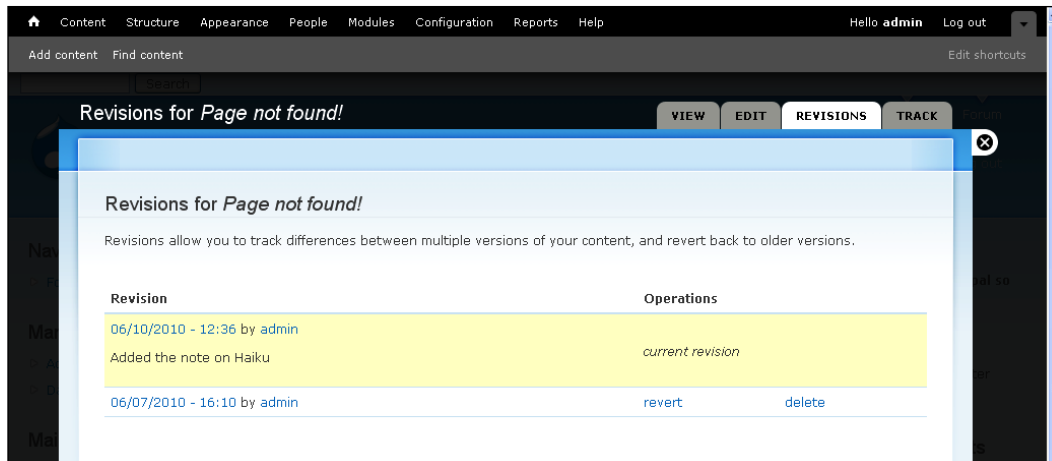 Content Structure Appearance People Modules Configuration Reports Help Hello admin Log out
Add content Find content Edit shortcuts
Search
Revisions for Page not found! VIEW EDIT REVISIONS TRACK Forum
Revisions for Page not found!
Revisions allow you to track differences between multiple versions of your content, and revert back to older versions.
Revision Operations
06/10/2010 - 12:36 by admin
Added the note on Haiku current revision
06/07/2010 - 16:10 by admin revert delete